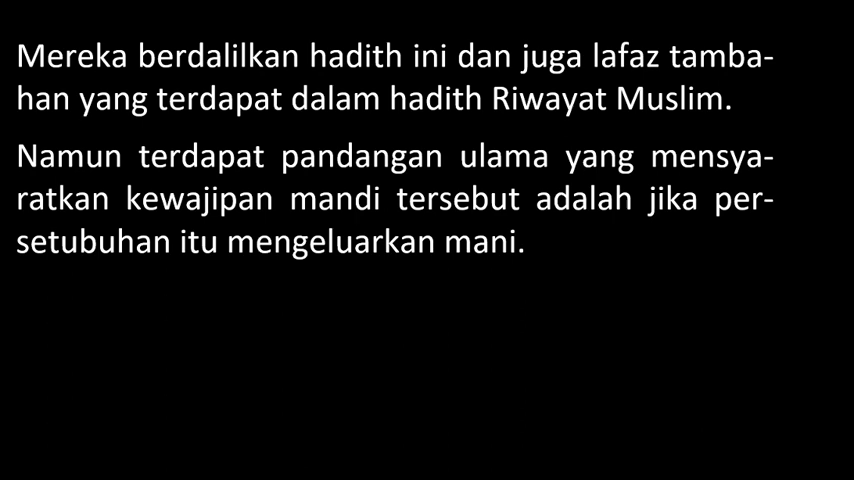 Mereka berdalilkan hadith ini dan juga lafaz tamba-
han yang terdapat dalam hadith Riwayat Muslim.
Namun terdapat pandangan ulama yang mensya-
ratkan kewajipan mandi tersebut adalah jika per-
setubuhan itu mengeluarkan mani.